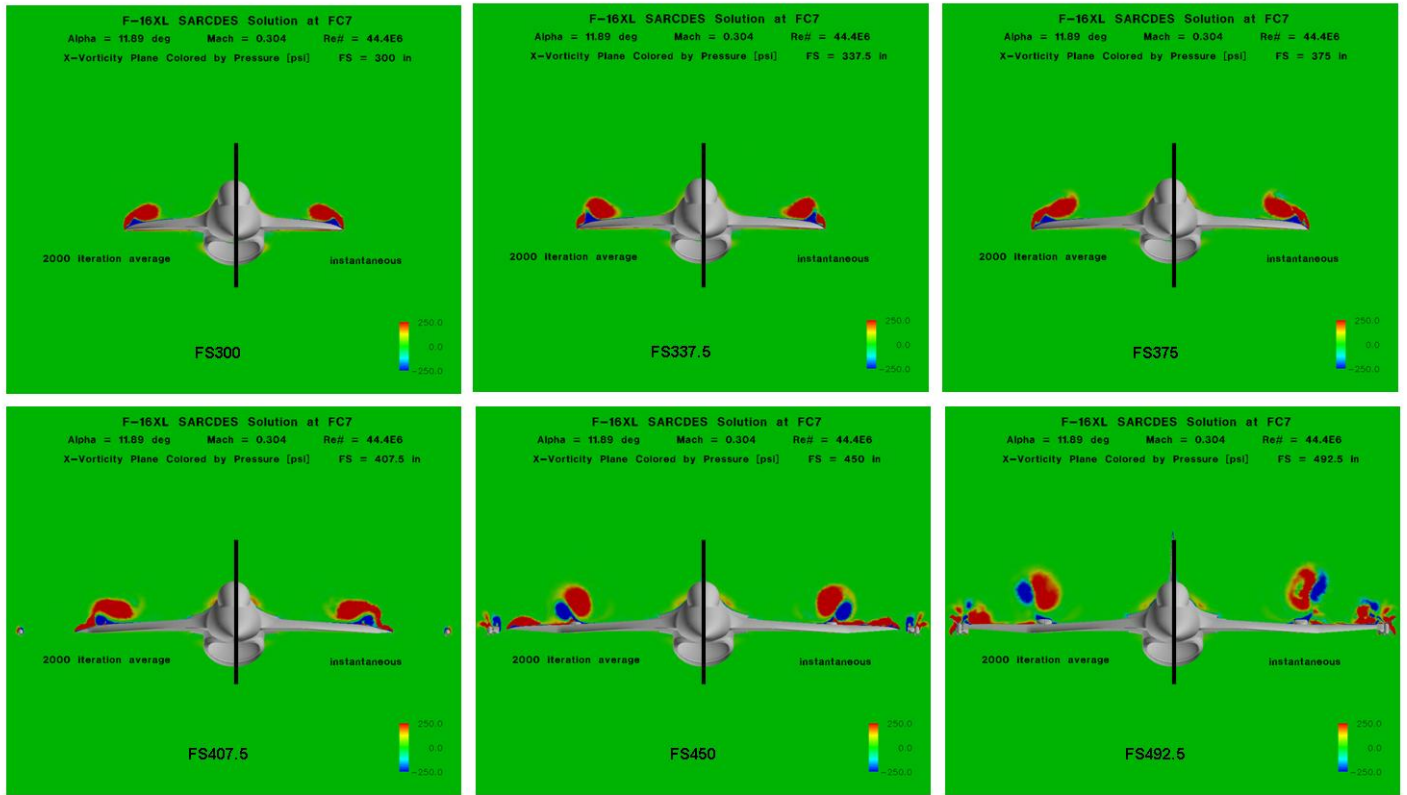 F-16XL SARCDES Solution at FC7
Alpha = 11.89 deg Mach = 0.304 Re# = 44.4E6
X-Vorticity Plane Colored by Pressure [psi] FS = 300 in
2000 Iteration average
instantaneous
250.0
0.0
-250.0
FS300
F-16XL SARCDES Solution at FC7
Alpha = 11.89 deg Mach = 0.304 Re# = 44.4E6
X-Vorticity Plane Colored by Pressure [psi] FS = 337.5 in
2000 Iteration average
instantaneous
250.0
0.0
-250.0
FS337.5
F-16XL SARCDES Solution at FC7
Alpha = 11.89 deg Mach = 0.304 Re# = 44.4E6
X-Vorticity Plane Colored by Pressure [psi] FS = 375 in
2000 Iteration average
instantaneous
250.0
0.0
-250.0
FS375
F-16XL SARCDES Solution at FC7
Alpha = 11.89 deg Mach = 0.304 Re# = 44.4E6
X-Vorticity Plane Colored by Pressure [psi] FS = 407.5 in
2000 Iteration average
instantaneous
250.0
0.0
-250.0
FS407.5
F-16XL SARCDES Solution at FC7
Alpha = 11.89 deg Mach = 0.304 Re# = 44.4E6
X-Vorticity Plane Colored by Pressure [psi] FS = 450 in
2000 Iteration average
instantaneous
250.0
0.0
-250.0
FS450
F-16XL SARCDES Solution at FC7
Alpha = 11.89 deg Mach = 0.304 Re# = 44.4E6
X-Vorticity Plane Colored by Pressure [psi] FS = 492.5 in
2000 Iteration average
instantaneous
250.0
0.0
-250.0
FS492.5